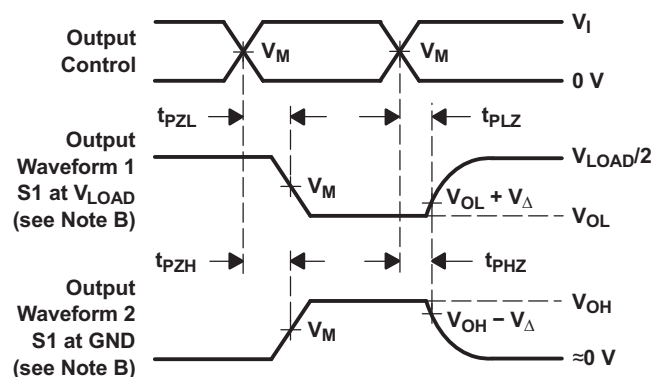 Output
Control
V_I
V_M
V_M
0 V
t_PZL
t_PLZ
Output
Waveform 1
S1 at V_LOAD
(see Note B)
V_LOAD/2
V_M
V_OL + V_Δ
V_OL
t_PZH
t_PHZ
Output
Waveform 2
S1 at GND
(see Note B)
V_OH
V_M
V_OH − V_Δ
≈0 V